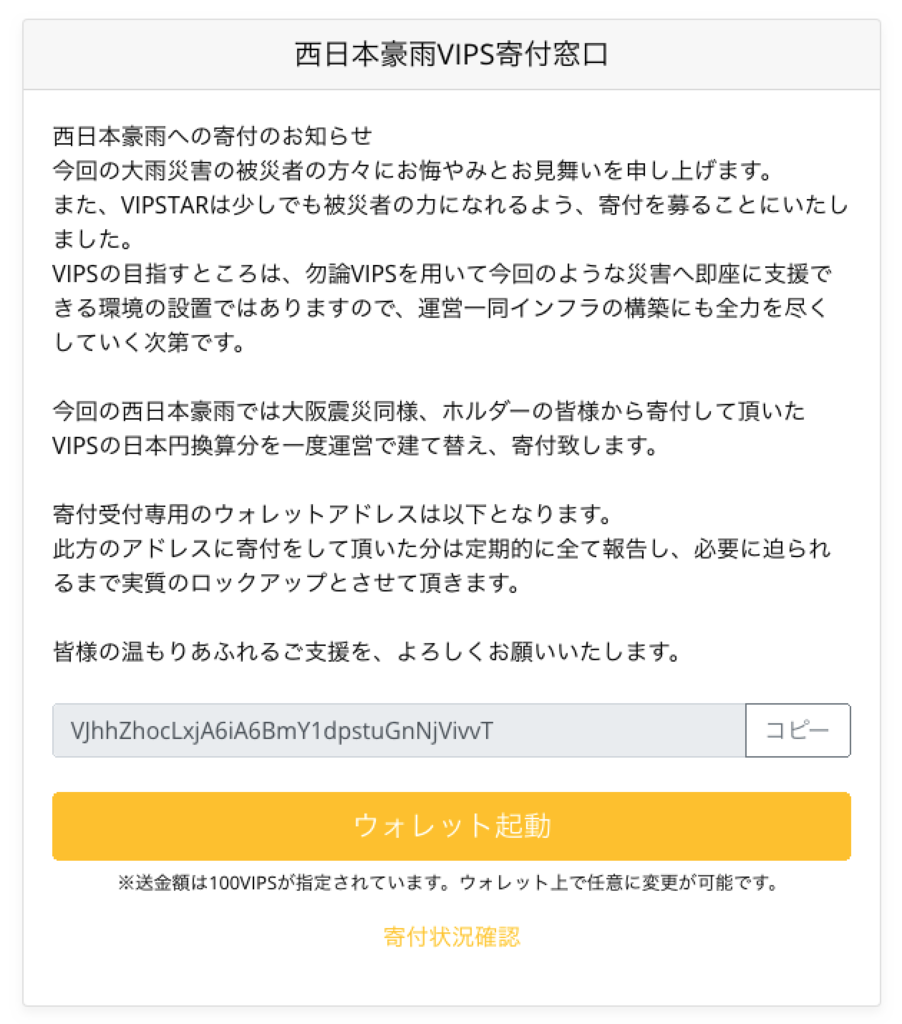 西日本豪雨VIPS寄付窓口
西日本豪雨への寄付のお知らせ
今回の大雨災害の被災者の方々にお悔やみとお見舞いを申し上げます。
また、VIPSTARは少しでも被災者の力になれるよう、寄付を募ることにいたし
ました。
VIPSの目指すところは、勿論VIPSを用いて今回のような災害へ即座に支援で
きる環境の設置ではありますので、運営一同インフラの構築にも全力を尽く
していく次第です。
今回の西日本豪雨では大阪震災同様、ホルダーの皆様から寄付して頂いた
VIPSの日本円換算分を一度運営で建て替え、寄付致します。
寄付受付専用のウォレットアドレスは以下となります。
此方のアドレスに寄付をして頂いた分は定期的に全て報告し、必要に迫られ
るまで実質のロックアップとさせて頂きます。
皆様の温もりあふれるご支援を、よろしくお願いいたします。
VJhhZhocLxjA6iA6BmY1dpstuGnNjVivvT
コピー
ウォレット起動
※送金額は100VIPSが指定されています。ウォレット上で任意に変更が可能です。
寄付状況確認